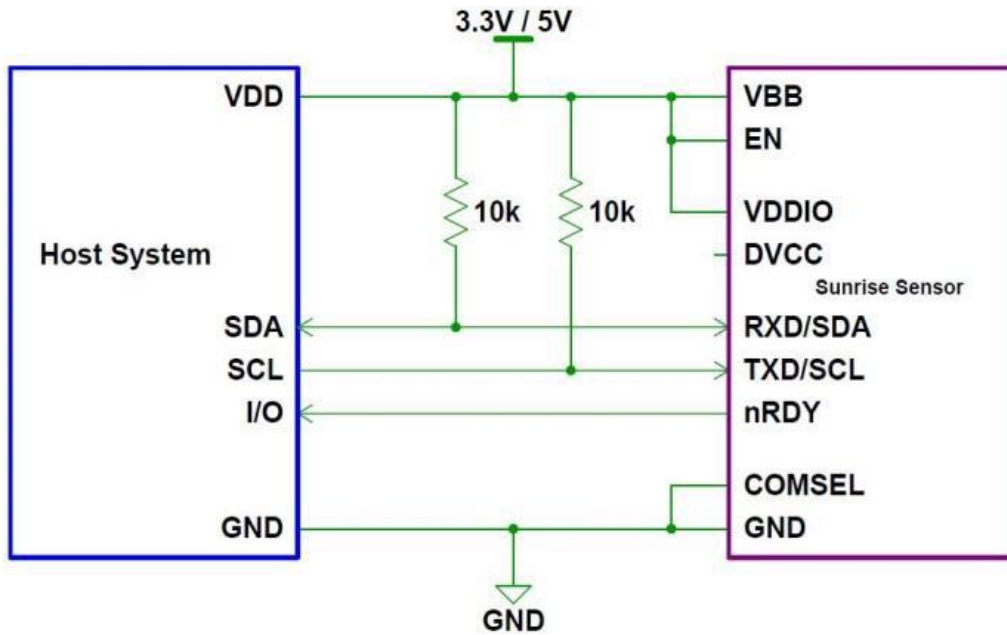 3.3V / 5V
VDD
VBB
EN
10k
10k
VDDIO
Host System
DVCC
Sunrise Sensor
SDA
RXD/SDA
SCL
TXD/SCL
I/O
nRDY
COMSEL
GND
GND
GND